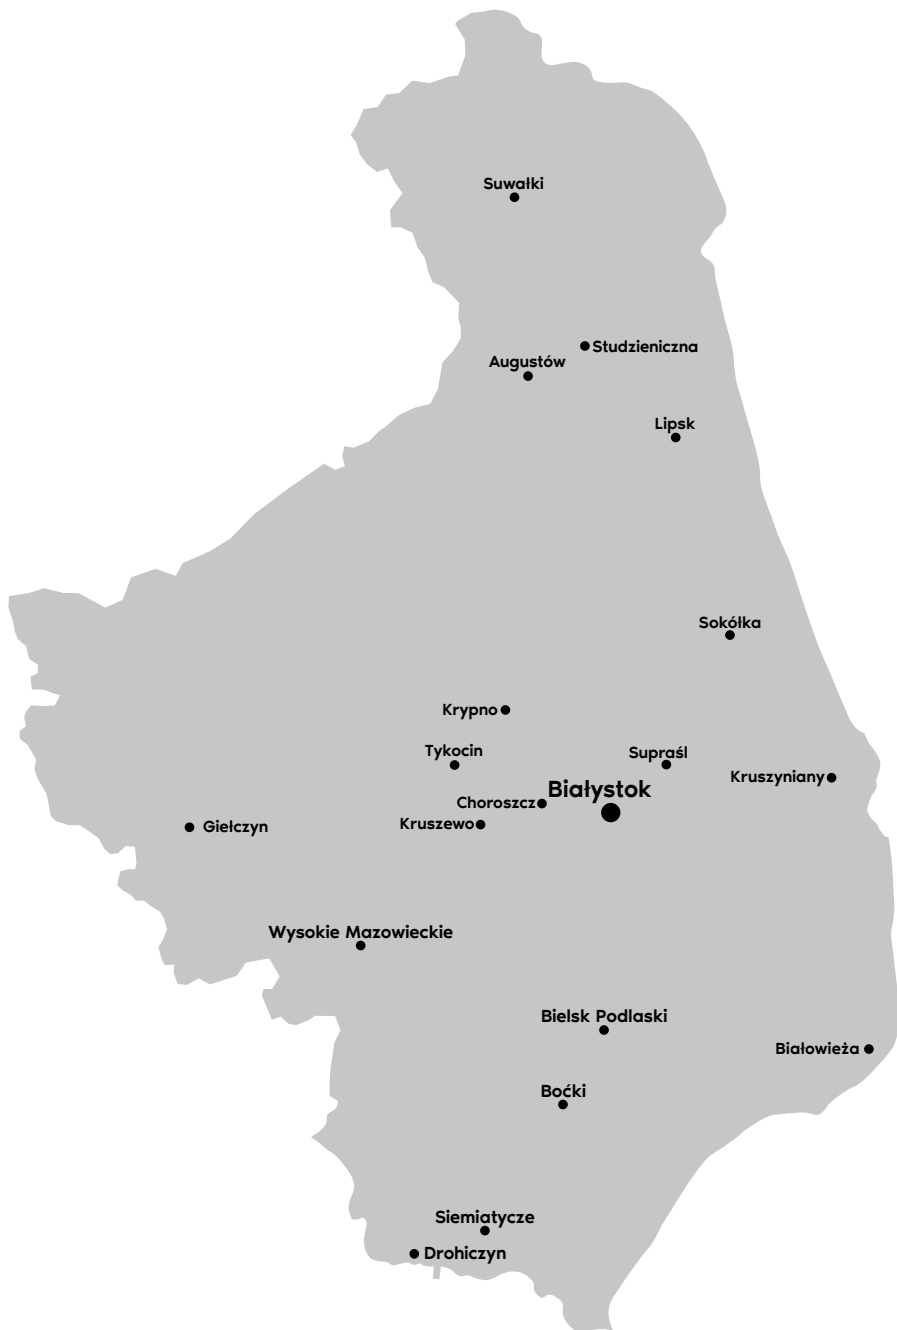 Suwałki
Studzieniczna
Augustów
Lipsk
Sokółka
Krypno
Tykocin
Supraśl
Kruszyniany
Białystok
Choroszcz
Kruszewo
Giełczyn
Wysokie Mazowieckie
Bielsk Podlaski
Białowieża
Boćki
Siemiatycze
Drohiczyn